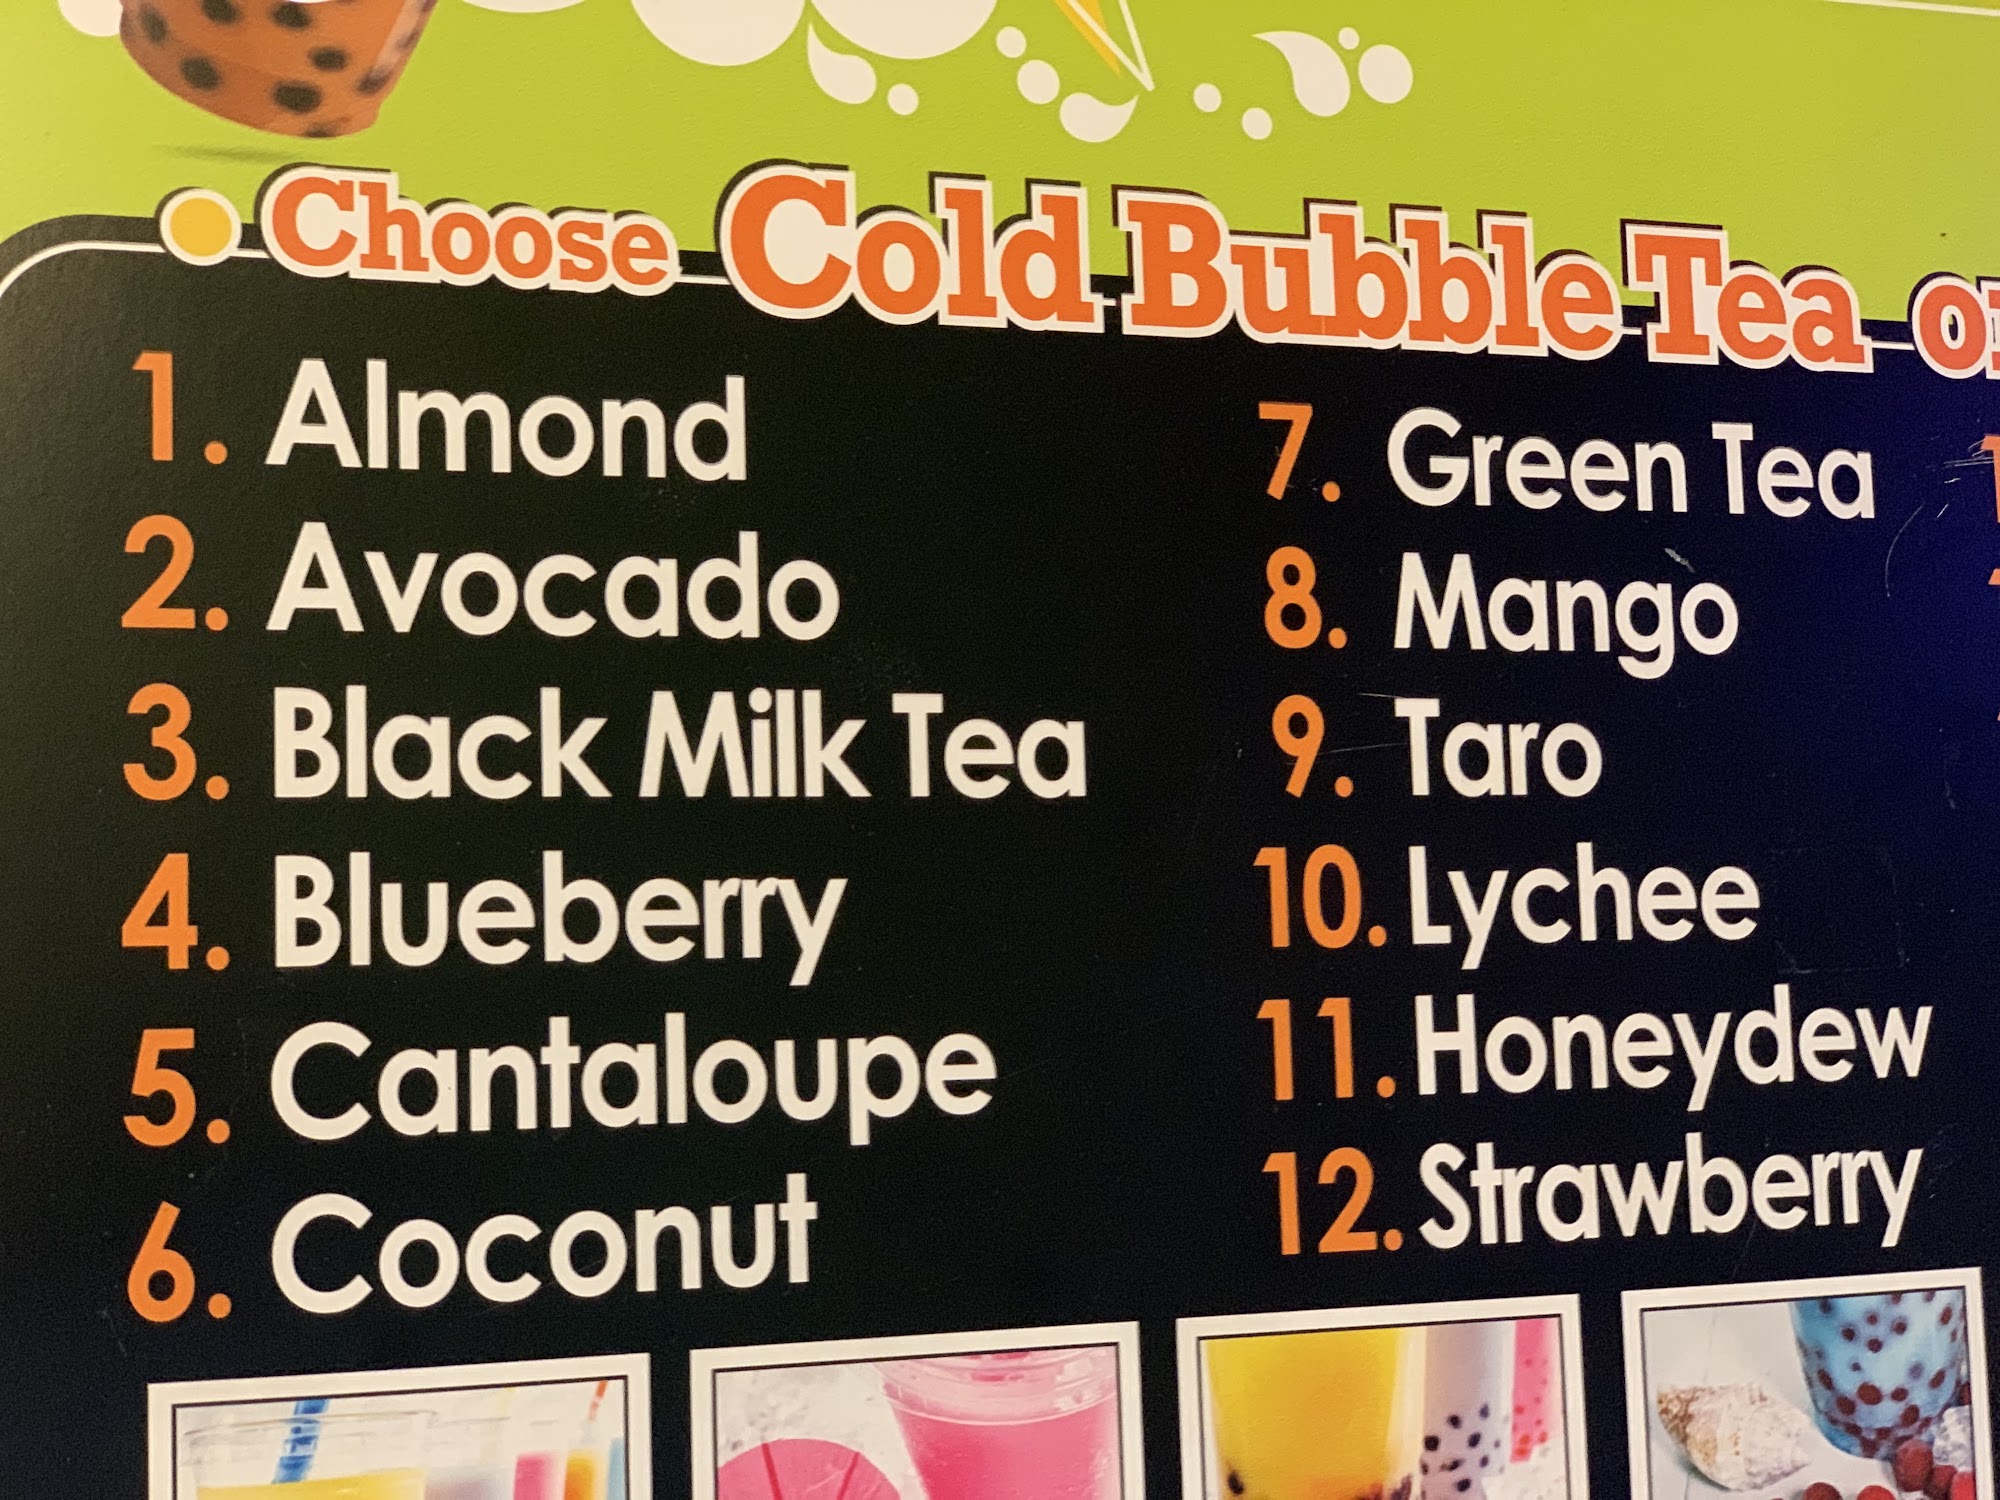 Choose Cold Bubble Tea
1. Almond
2. Avocado
3. Black Milk Tea
4. Blueberry
5. Cantaloupe
6. Coconut
7. Green Tea
8. Mango
9. Taro
10. Lychee
11. Honeydew
12. Strawberry